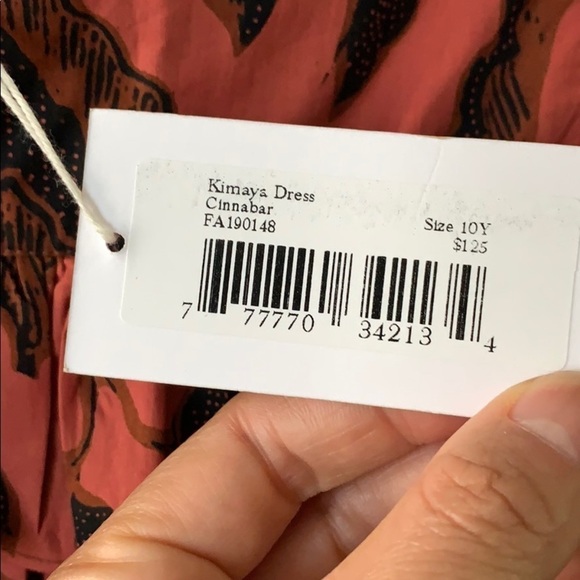 Kimaya Dress
Cinnabar
FA190148
Size 10Y
$125
7 77770 34213 4